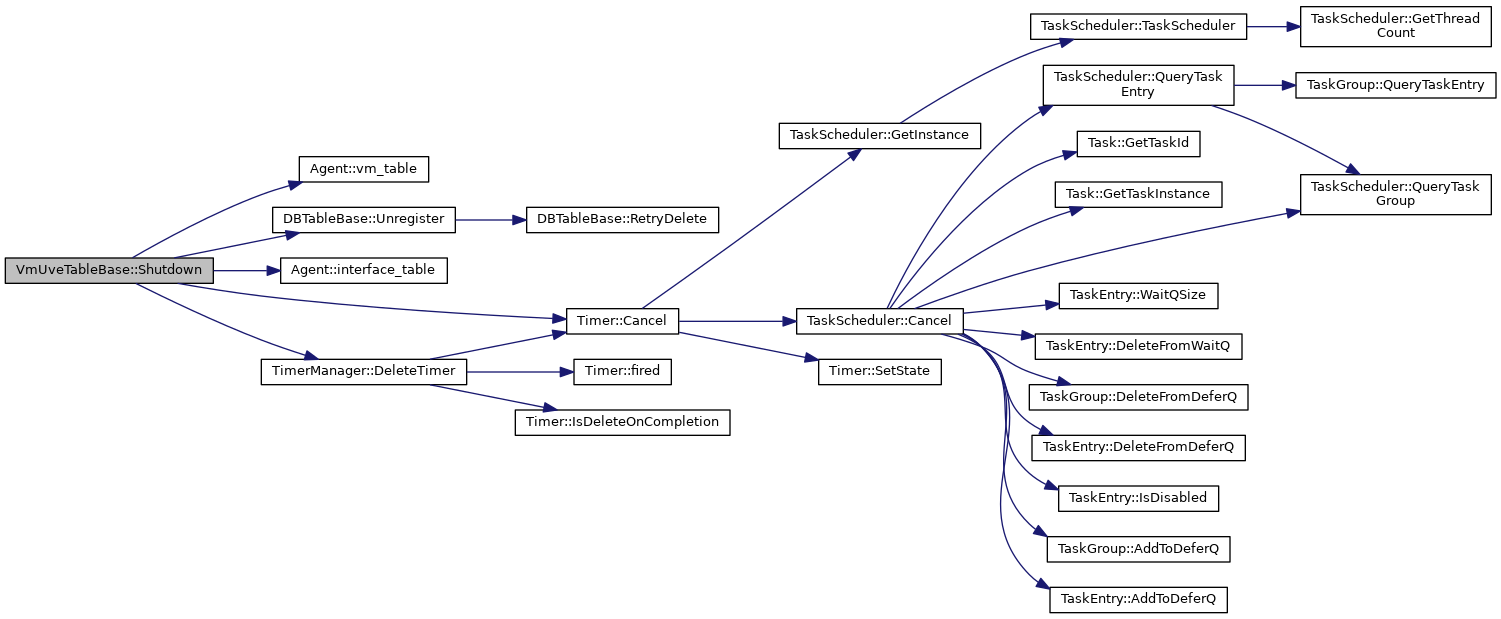 VmUveTableBase::Shutdown
Agent::vm_table
DBTableBase::Unregister
DBTableBase::RetryDelete
Agent::interface_table
TimerManager::DeleteTimer
Timer::Cancel
Timer::fired
Timer::IsDeleteOnCompletion
TaskScheduler::GetInstance
TaskScheduler::Cancel
Timer::SetState
TaskScheduler::TaskScheduler
TaskScheduler::GetThread
Count
TaskScheduler::QueryTask
Entry
TaskGroup::QueryTaskEntry
Task::GetTaskId
Task::GetTaskInstance
TaskScheduler::QueryTask
Group
TaskEntry::WaitQSize
TaskEntry::DeleteFromWaitQ
TaskGroup::DeleteFromDeferQ
TaskEntry::DeleteFromDeferQ
TaskEntry::IsDisabled
TaskGroup::AddToDeferQ
TaskEntry::AddToDeferQ